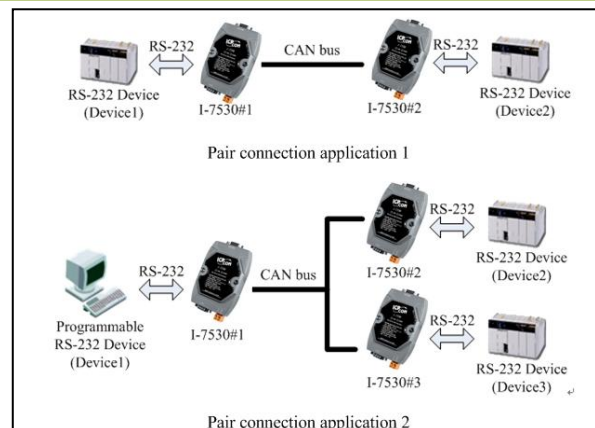 RS-232
CAN bus
RS-232
RS-232 Device
(Device1)
I-7530#1
I-7530#2
RS-232 Device
(Device2)
Pair connection application 1
RS-232
I-7530#2
RS-232 Device
(Device2)
RS-232
CAN bus
Programmable
RS-232 Device
(Device1)
I-7530#1
RS-232
I-7530#3
RS-232 Device
(Device3)
Pair connection application 2